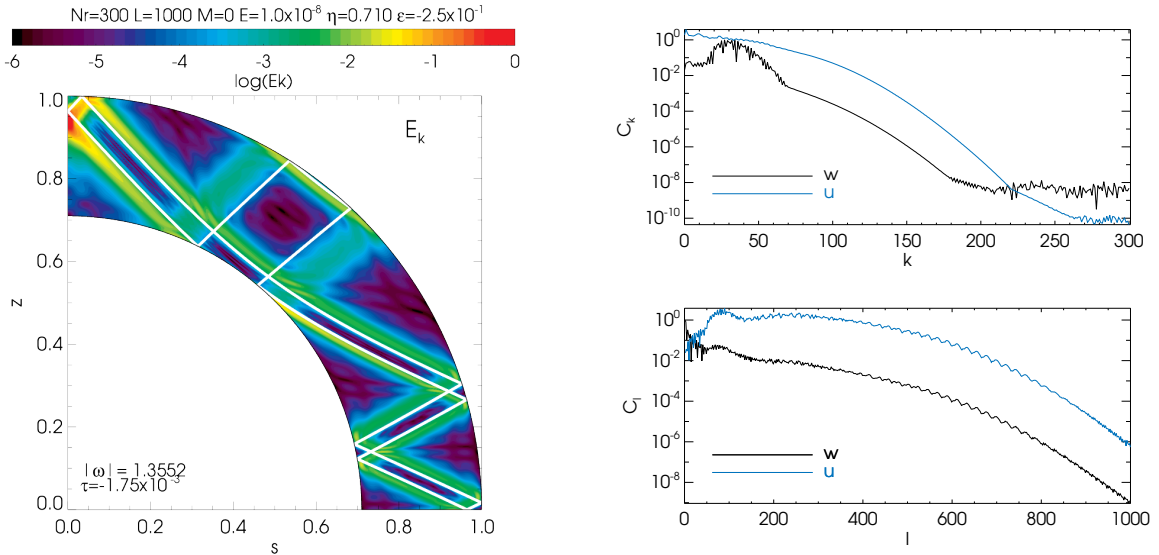 Nr=300 L=1000 M=0 E=1.0x10⁻⁸ η=0.710 ε=-2.5x10⁻¹
-6 -5 -4 -3 -2 -1 0
log(Ek)
1.0
0.8
0.6
0.4
0.2
0.0
z
E_k
|ω| = 1.3552
τ=-1.75x10⁻³
0.0 0.2 0.4 0.6 0.8 1.0
s
10⁰
10⁻²
10⁻⁴
10⁻⁶
10⁻⁸
10⁻¹⁰
C_k
w
u
0 50 100 150 200 250 300
k
10⁰
10⁻²
10⁻⁴
10⁻⁶
10⁻⁸
C_l
w
u
0 200 400 600 800 1000
l